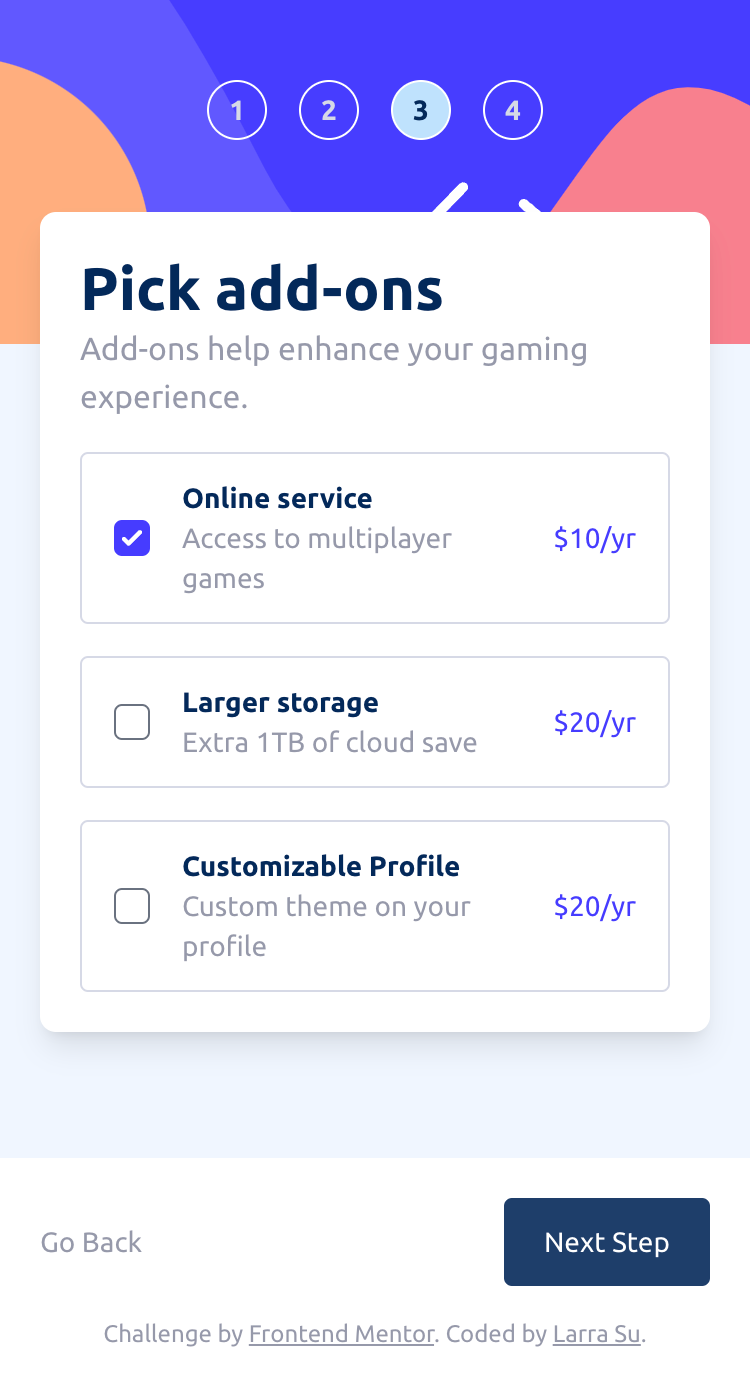 1 2 3 4
Pick add-ons
Add-ons help enhance your gaming
experience.
Online service
Access to multiplayer
games
$10/yr
Larger storage
Extra 1TB of cloud save
$20/yr
Customizable Profile
Custom theme on your
profile
$20/yr
Go Back
Next Step
Challenge by Frontend Mentor. Coded by Larra Su.